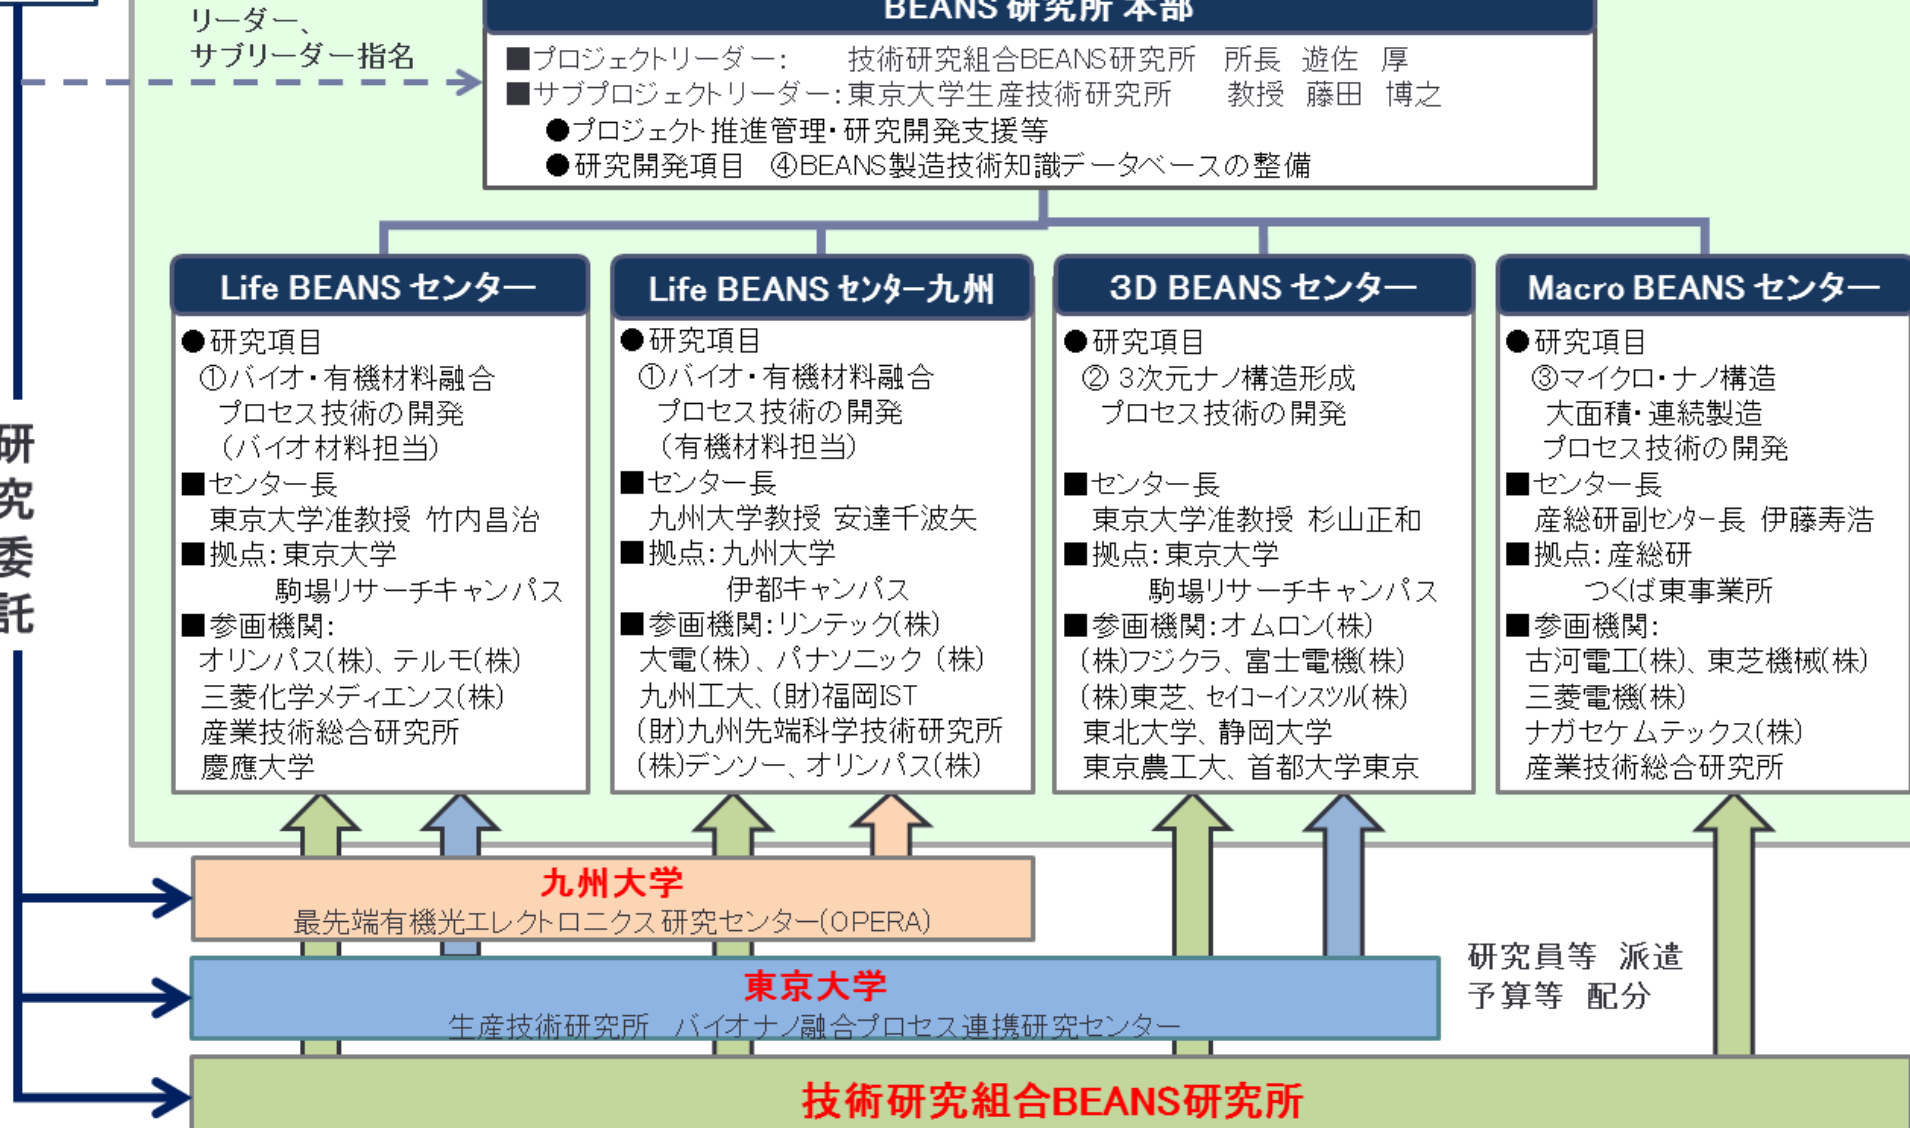 リーダー、
サブリーダー指名
BEANS 研究所 本部
■プロジェクトリーダー: 技術研究組合BEANS研究所 所長 遊佐 厚
■サブプロジェクトリーダー:東京大学生産技術研究所 教授 藤田 博之
●プロジェクト推進管理・研究開発支援等
●研究開発項目 ④BEANS製造技術知識データベースの整備
Life BEANS センター
●研究項目
①バイオ・有機材料融合
プロセス技術の開発
(バイオ材料担当)
■センター長
東京大学准教授 竹内昌治
■拠点:東京大学
駒場リサーチキャンパス
■参画機関:
オリンパス(株)、テルモ(株)
三菱化学メディエンス(株)
産業技術総合研究所
慶應大学
Life BEANS センター九州
●研究項目
①バイオ・有機材料融合
プロセス技術の開発
(有機材料担当)
■センター長
九州大学教授 安達千波矢
■拠点:九州大学
伊都キャンパス
■参画機関:リンテック(株)
大電(株)、パナソニック (株)
九州工大、(財)福岡IST
(財)九州先端科学技術研究所
(株)デンソー、オリンパス(株)
3D BEANS センター
●研究項目
② 3次元ナノ構造形成
プロセス技術の開発
■センター長
東京大学准教授 杉山正和
■拠点:東京大学
駒場リサーチキャンパス
■参画機関:オムロン(株)
(株)フジクラ、富士電機(株)
(株)東芝、セイコーインスツル(株)
東北大学、静岡大学
東京農工大、首都大学東京
Macro BEANS センター
●研究項目
③マイクロ・ナノ構造
大面積・連続製造
プロセス技術の開発
■センター長
産総研副センター長 伊藤寿浩
■拠点:産総研
つくば東事業所
■参画機関:
古河電工(株)、東芝機械(株)
三菱電機(株)
ナガセケムテックス(株)
産業技術総合研究所
研究委託
九州大学
最先端有機光エレクトロニクス研究センター(OPERA)
東京大学
生産技術研究所 バイオナノ融合プロセス連携研究センター
研究員等 派遣
予算等 配分
技術研究組合BEANS研究所